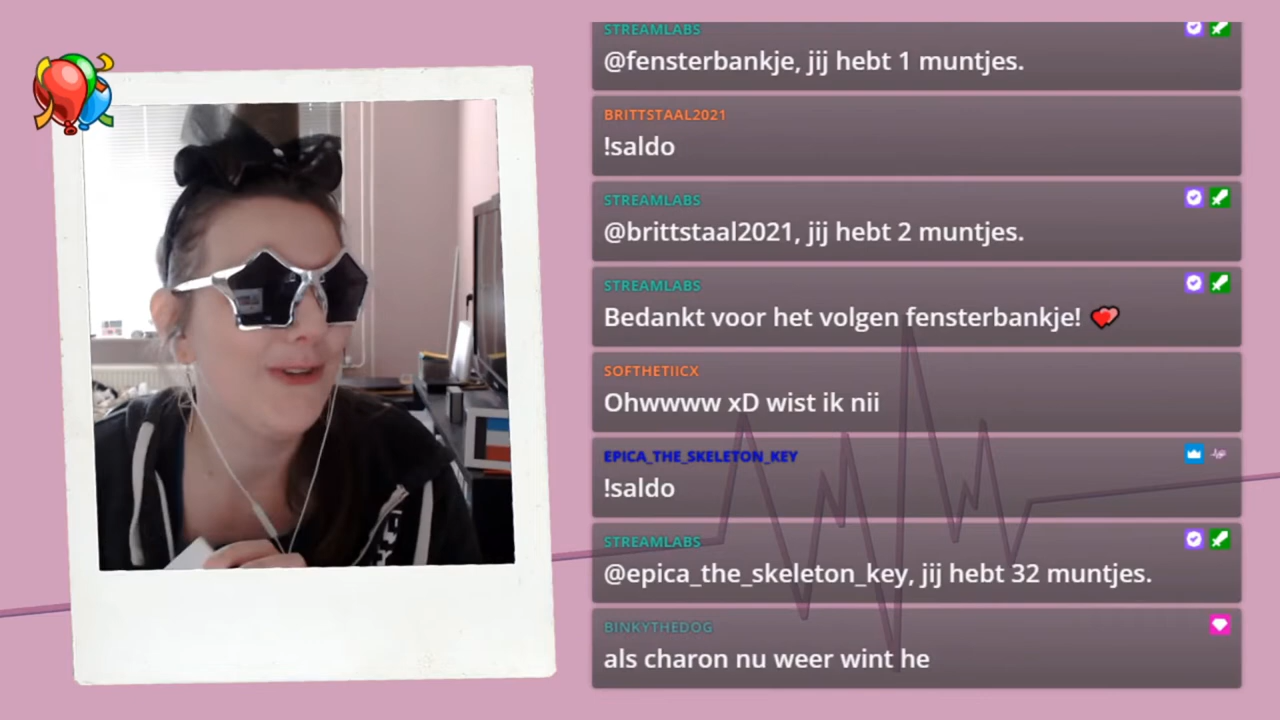 STREAMLABS
@fensterbankje, jij hebt 1 muntjes.
BRITTSTAAL2021
!saldo
STREAMLABS
@brittstaal2021, jij hebt 2 muntjes.
STREAMLABS
Bedankt voor het volgen fensterbankje!
SOFTHETIICX
Ohwwww xD wist ik nii
EPICA_THE_SKELETON_KEY
!saldo
STREAMLABS
@epica_the_skeleton_key, jij hebt 32 muntjes.
BINKYTHEDOG
als charon nu weer wint he